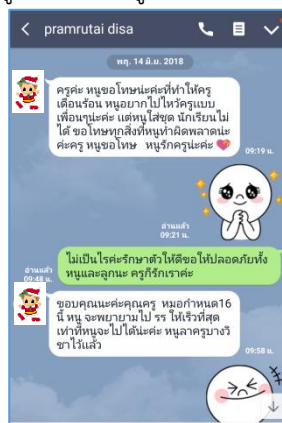 pramrutai disa
พฤ. 14 มิ.ย. 2018
ครูค่ะ หนูขอโทษน่ะค่ะที่ทำให้ครู
เดือนร้อน หนูอยากไปไหว้ครูแบบ
เพื่อนๆน่ะค่ะ แต่หนูใส่ชุด นักเรียนไม่
ได้ ขอโทษทุกสิ่งที่หนูทำผิดพลาดน่ะ
ค่ะครู หนูขอโทษ หนูรักครูน่ะค่ะ
09:19 น.
อ่านแล้ว
09:21 น.
ไม่เป็นไรค่ะรักษาตัวให้ดีขอให้ปลอดภัยทั้ง
หนูและลูกนะ ครูก็รักเราค่ะ
อ่านแล้ว
09:48 น.
ขอบคุณนะค่ะคุณครู หมอกำหนด16
นี้ หนู จะพยายามไป รร ให้เร็วที่สุด
เท่าที่หนูจะไปได้น่ะค่ะ หนูลาครูบางวิ
ชาไว้แล้ว
09:58 น.